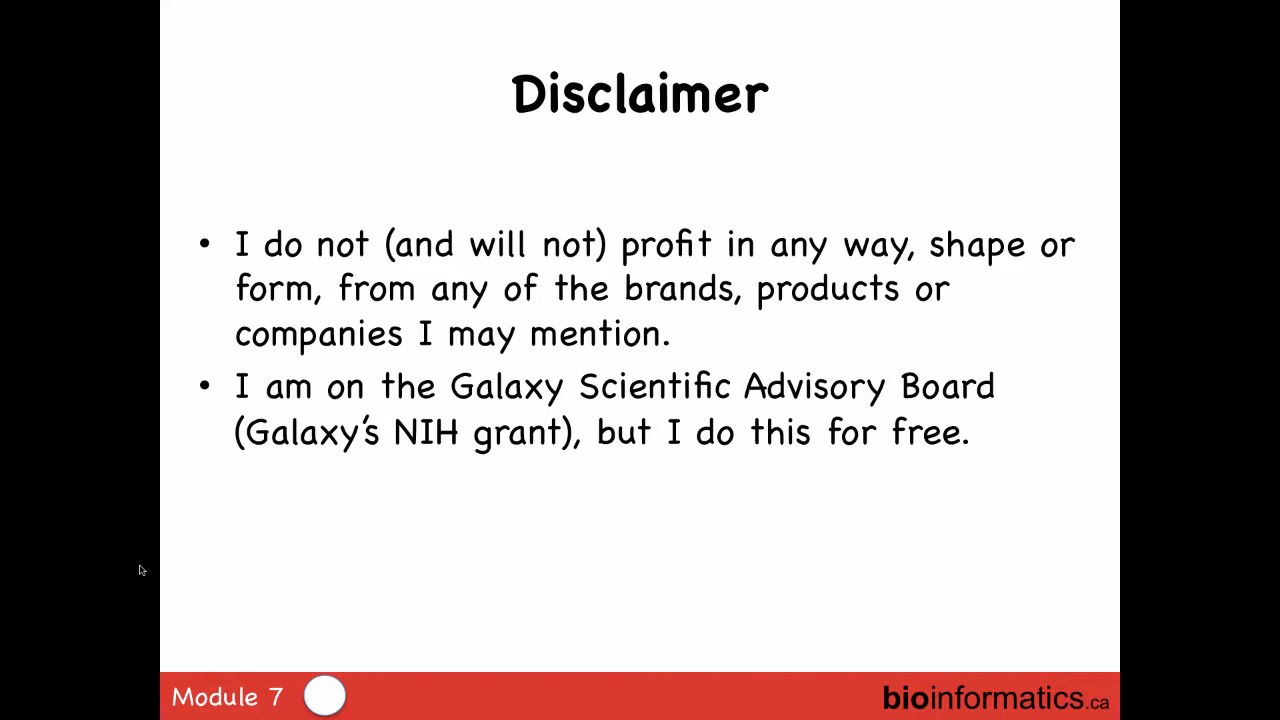 Disclaimer
• I do not (and will not) profit in any way, shape or
form, from any of the brands, products or
companies I may mention.
• I am on the Galaxy Scientific Advisory Board
(Galaxy's NIH grant), but I do this for free.
Module 7
bioinformatics.ca